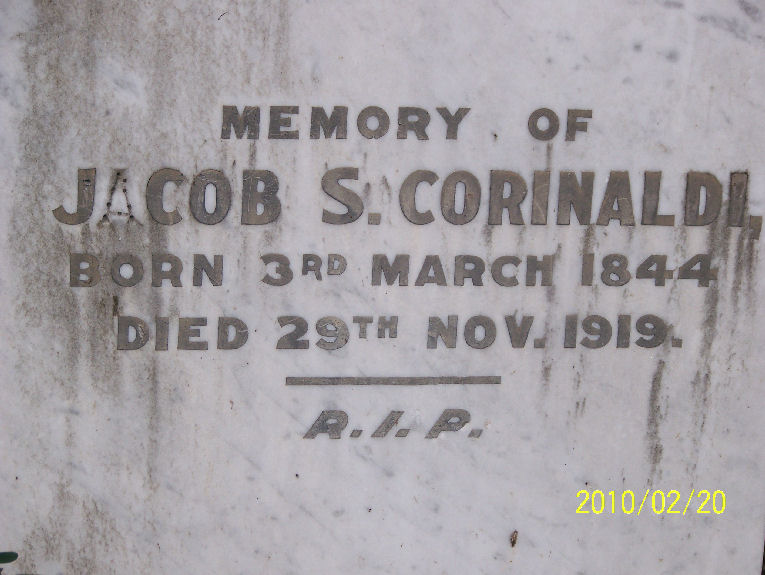 MEMORY OF
JACOB S. CORINALDI,
BORN 3RD MARCH 1844
DIED 29TH NOV. 1919.
R.I.P.
2010/02/20